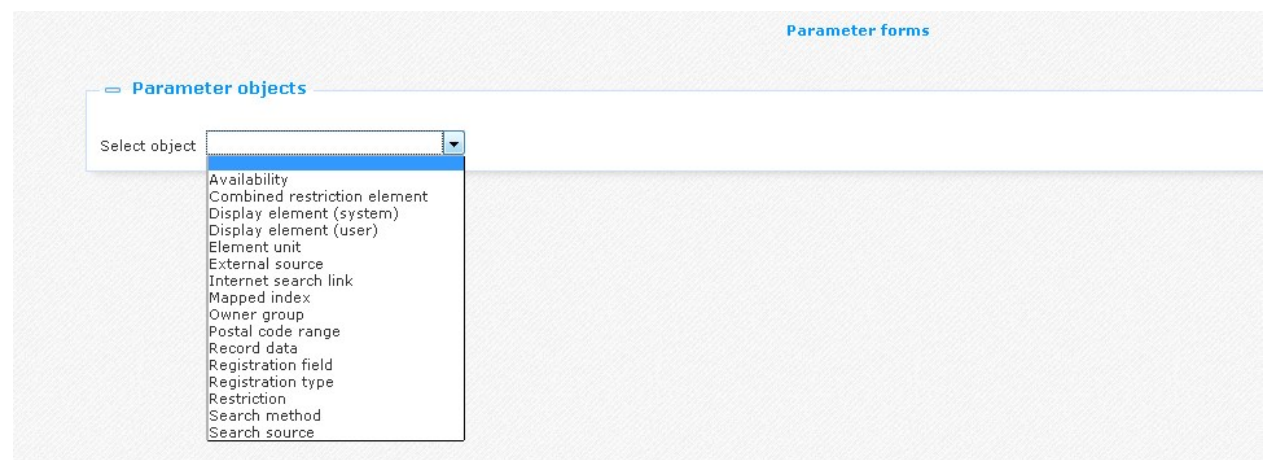 Parameter forms
Parameter objects
Select object
Availability
Combined restriction element
Display element (system)
Display element (user)
Element unit
External source
Internet search link
Mapped index
Owner group
Postal code range
Record data
Registration field
Registration type
Restriction
Search method
Search source